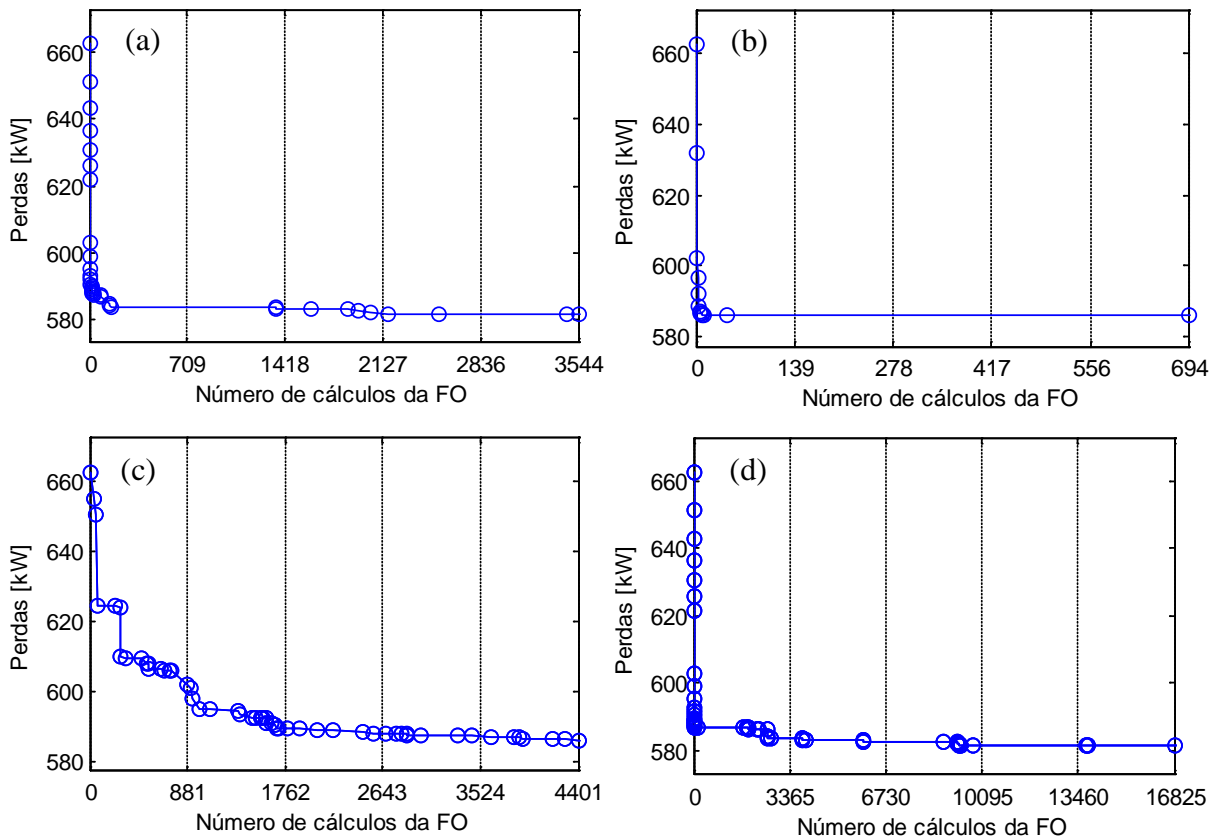 (a)
Perdas [kW]
660
640
620
600
580
0 709 1418 2127 2836 3544
Número de cálculos da FO
(b)
Perdas [kW]
660
640
620
600
580
0 139 278 417 556 694
Número de cálculos da FO
(c)
Perdas [kW]
660
640
620
600
580
0 881 1762 2643 3524 4401
Número de cálculos da FO
(d)
Perdas [kW]
660
640
620
600
580
0 3365 6730 10095 13460 16825
Número de cálculos da FO